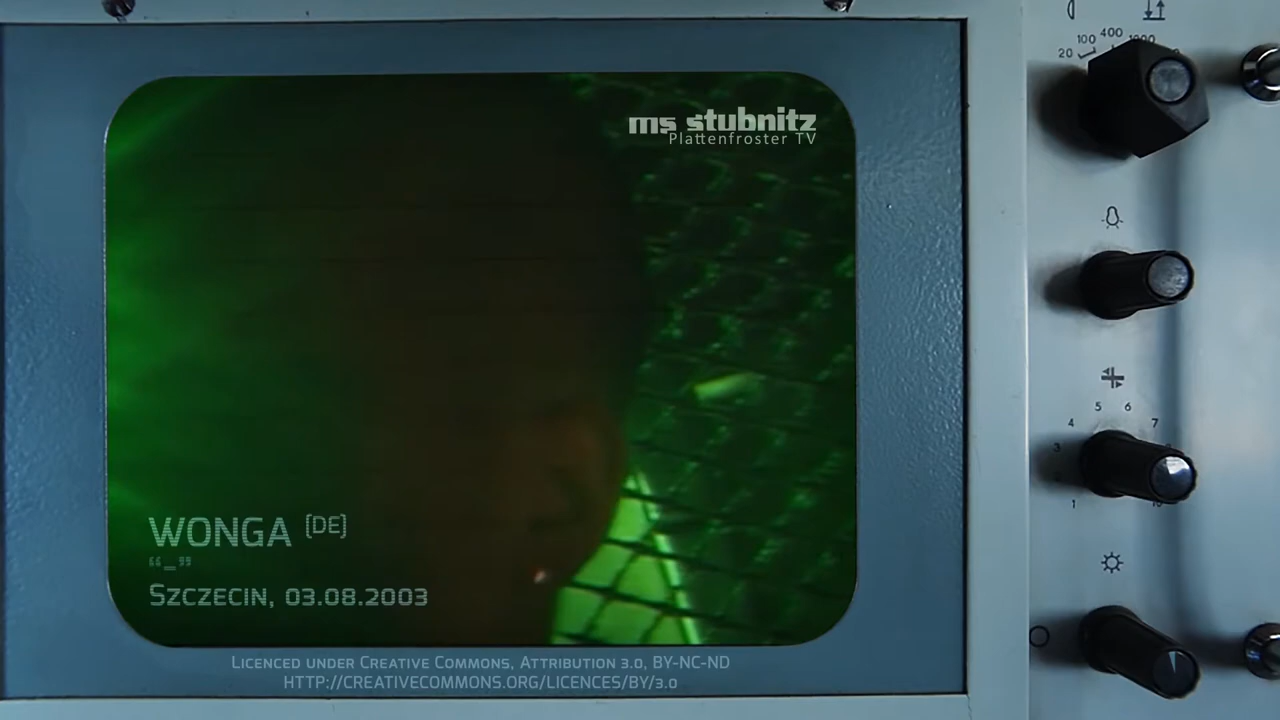 20 100 400 1000
ms stubnitz
Plattenfroster TV
5 6
4 7
3
1 10
WONGA [DE]
“_”
SZCZECIN, 03.08.2003
LICENCED UNDER CREATIVE COMMONS, ATTRIBUTION 3.0, BY-NC-ND
HTTP://CREATIVECOMMONS.ORG/LICENCES/BY/3.0